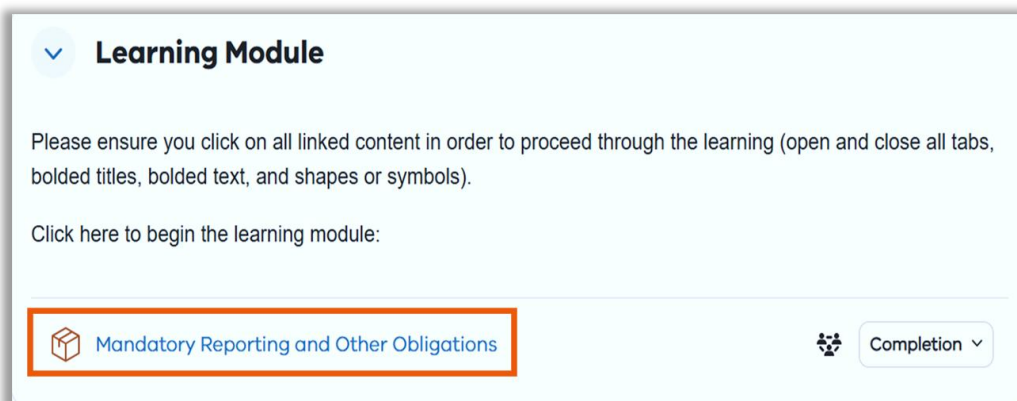 Learning Module
Please ensure you click on all linked content in order to proceed through the learning (open and close all tabs,
bolded titles, bolded text, and shapes or symbols).
Click here to begin the learning module:
Mandatory Reporting and Other Obligations
Completion